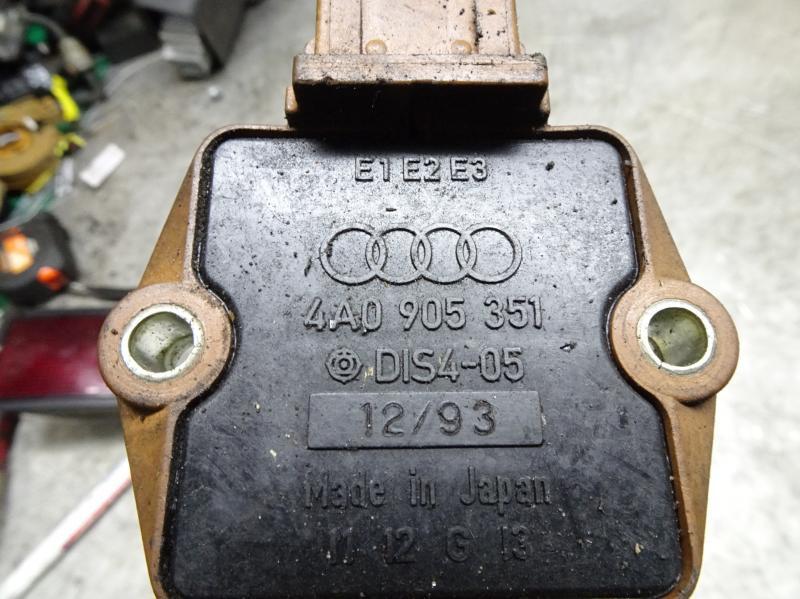 E1 E2 E3
4A0 905 351
DIS4-05
12/93
Made in Japan
11 12 G 13